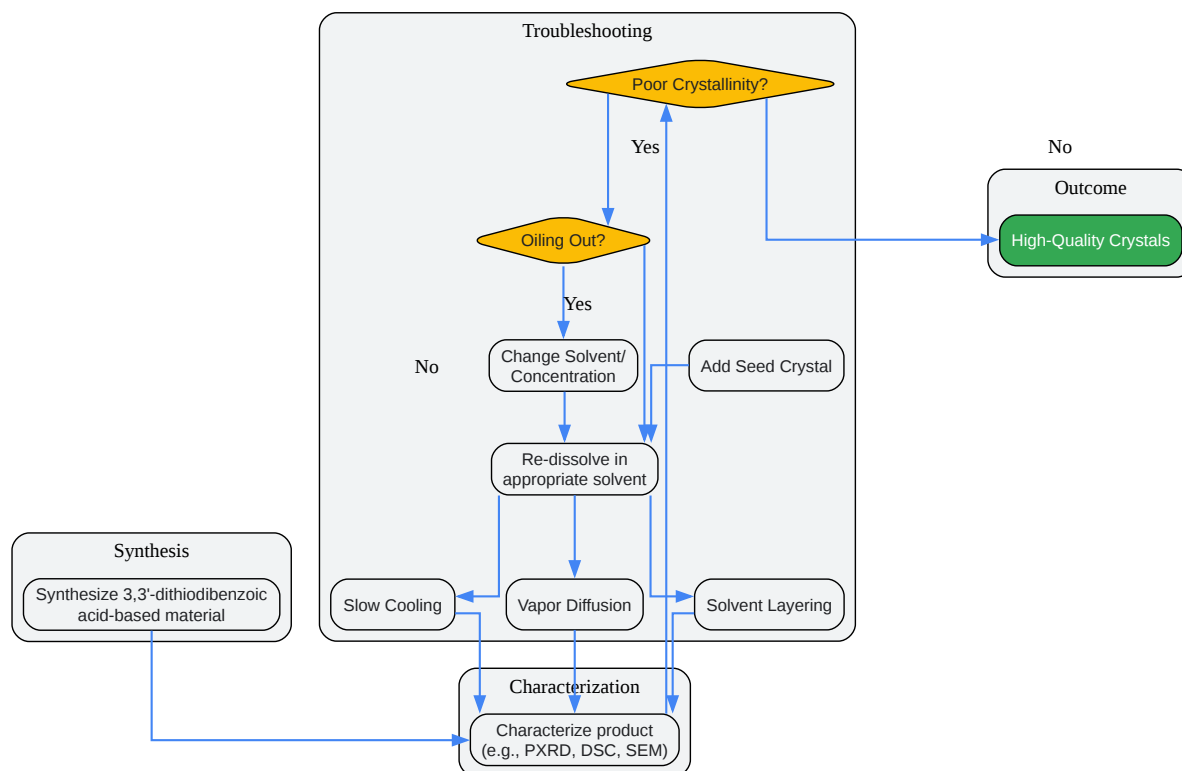 Troubleshooting
Poor Crystallinity?
Yes
No
Outcome
High-Quality Crystals
Oiling Out?
Yes
No
Change Solvent/
Concentration
Add Seed Crystal
Re-dissolve in
appropriate solvent
Synthesis
Synthesize 3,3'-dithiodibenzoic
acid-based material
Slow Cooling
Vapor Diffusion
Solvent Layering
Characterization
Characterize product
(e.g., PXRD, DSC, SEM)